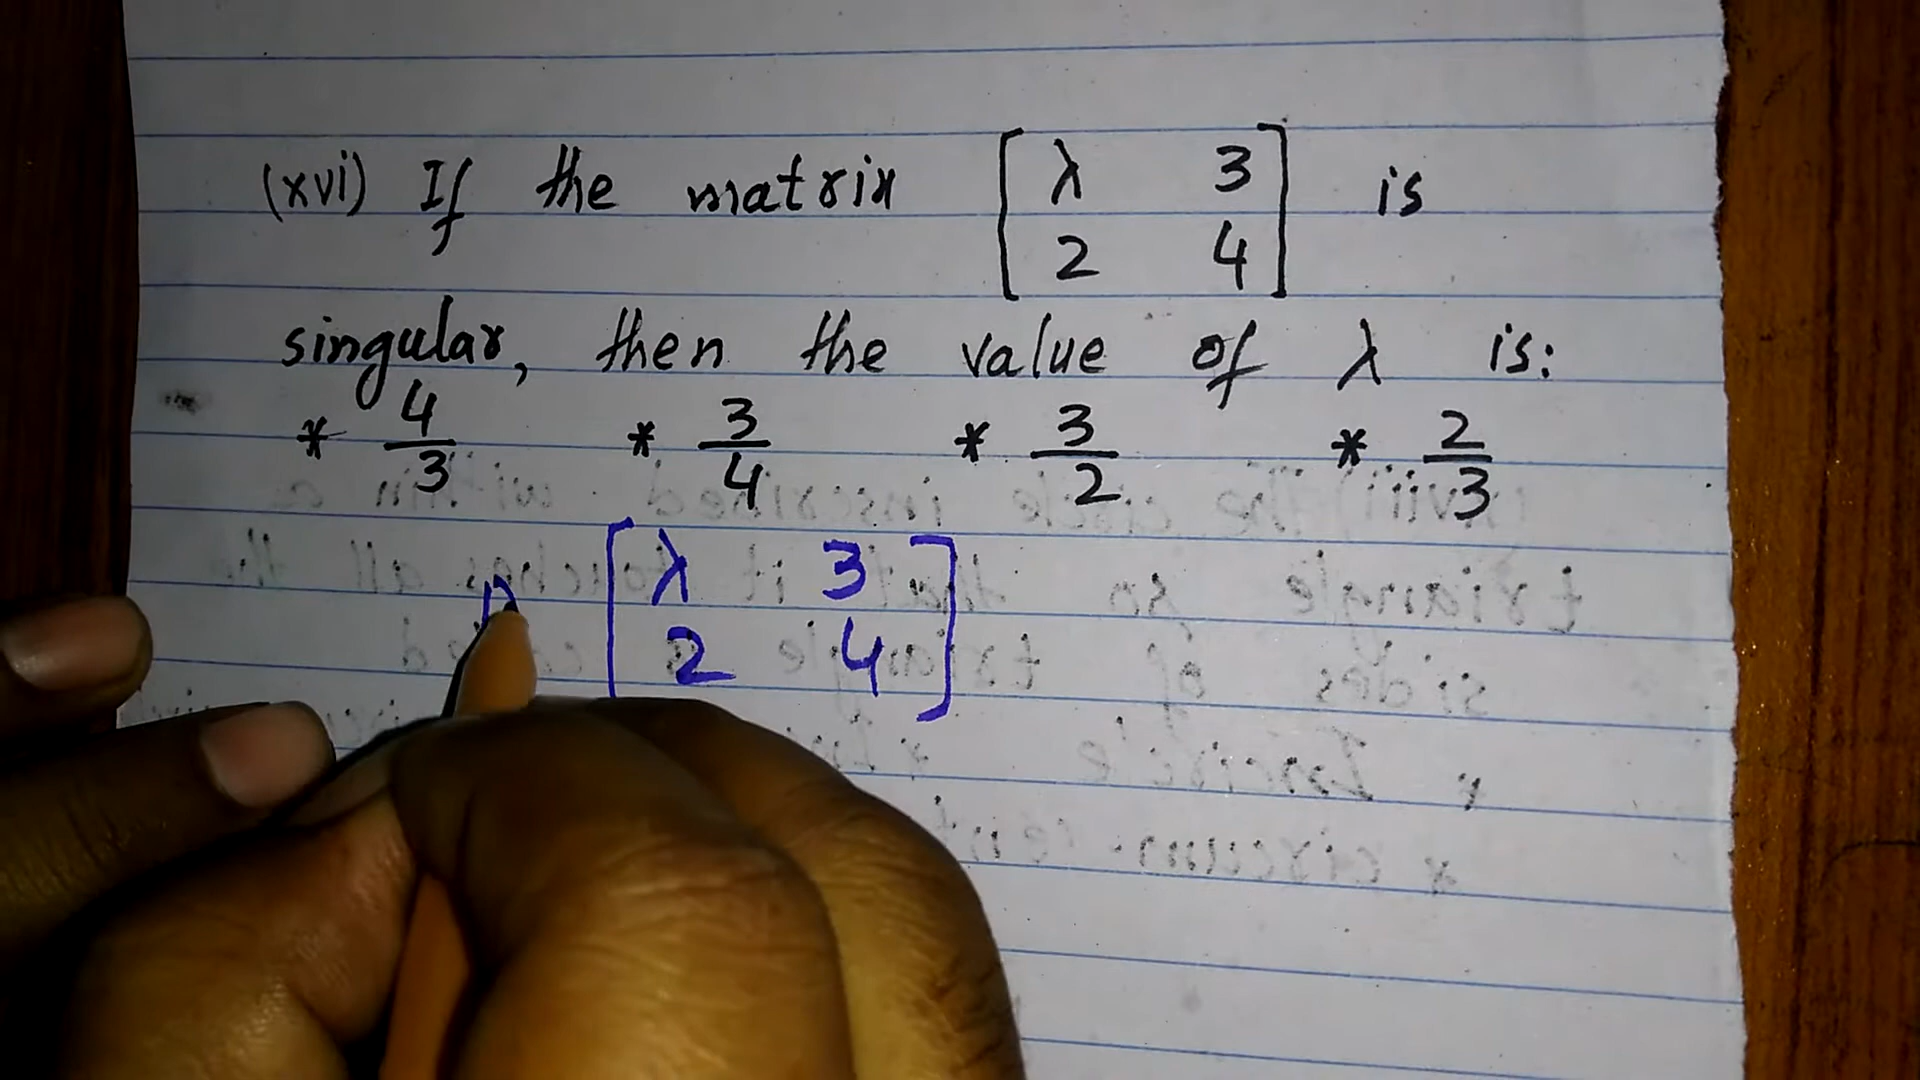 (xvi) If the matrix [ λ 3 ] is
[ 2 4 ]
singular, then the value of λ is:
* 4/3 * 3/4 * 3/2 * 2/3
[ λ 3 ]
[ 2 4 ]